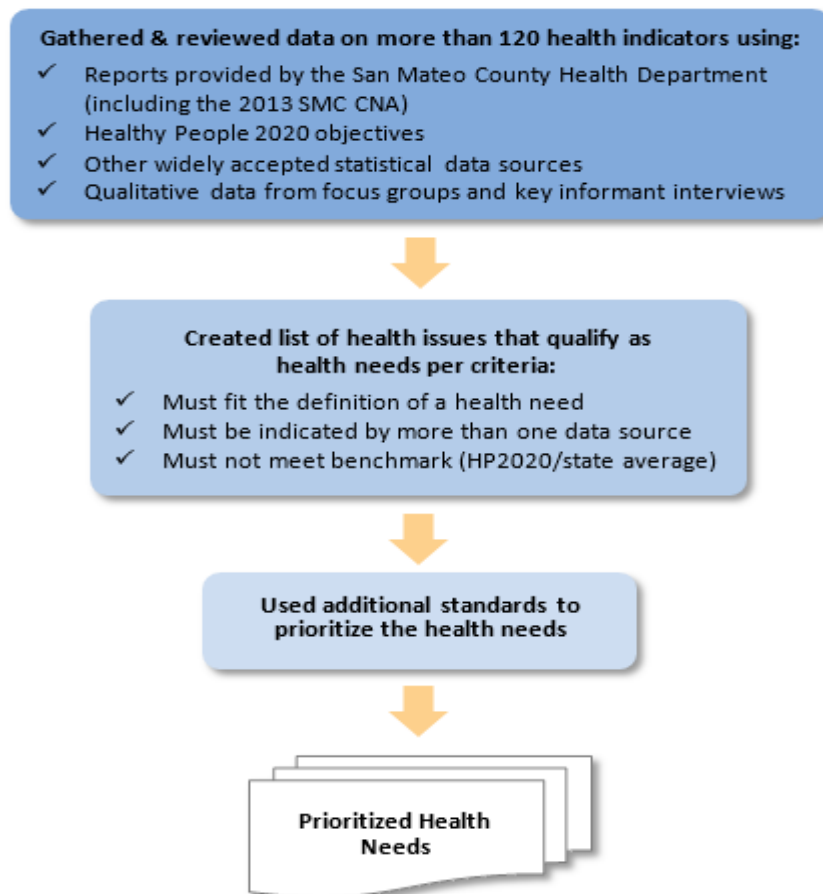 Gathered & reviewed data on more than 120 health indicators using:
✓ Reports provided by the San Mateo County Health Department
(including the 2013 SMC CNA)
✓ Healthy People 2020 objectives
✓ Other widely accepted statistical data sources
✓ Qualitative data from focus groups and key informant interviews
Created list of health issues that qualify as
health needs per criteria:
✓ Must fit the definition of a health need
✓ Must be indicated by more than one data source
✓ Must not meet benchmark (HP2020/state average)
Used additional standards to
prioritize the health needs
Prioritized Health
Needs